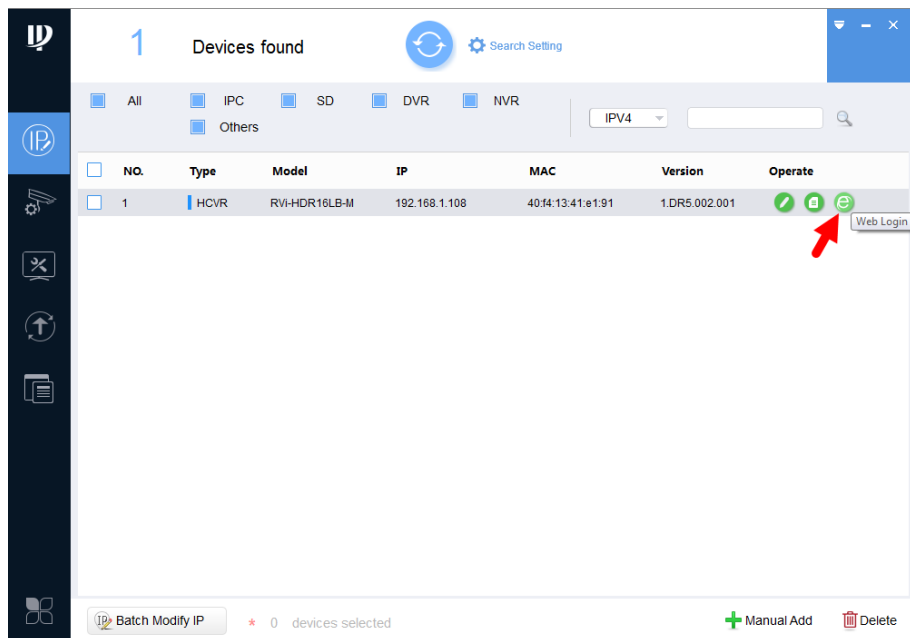 1 Devices found Search Setting
All IPC SD DVR NVR
Others
IPV4
NO. Type Model IP MAC Version Operate
1 HCVR RVi-HDR16LB-M 192.168.1.108 40:f4:13:41:e1:91 1.DR5.002.001
Web Login
Batch Modify IP * 0 devices selected Manual Add Delete